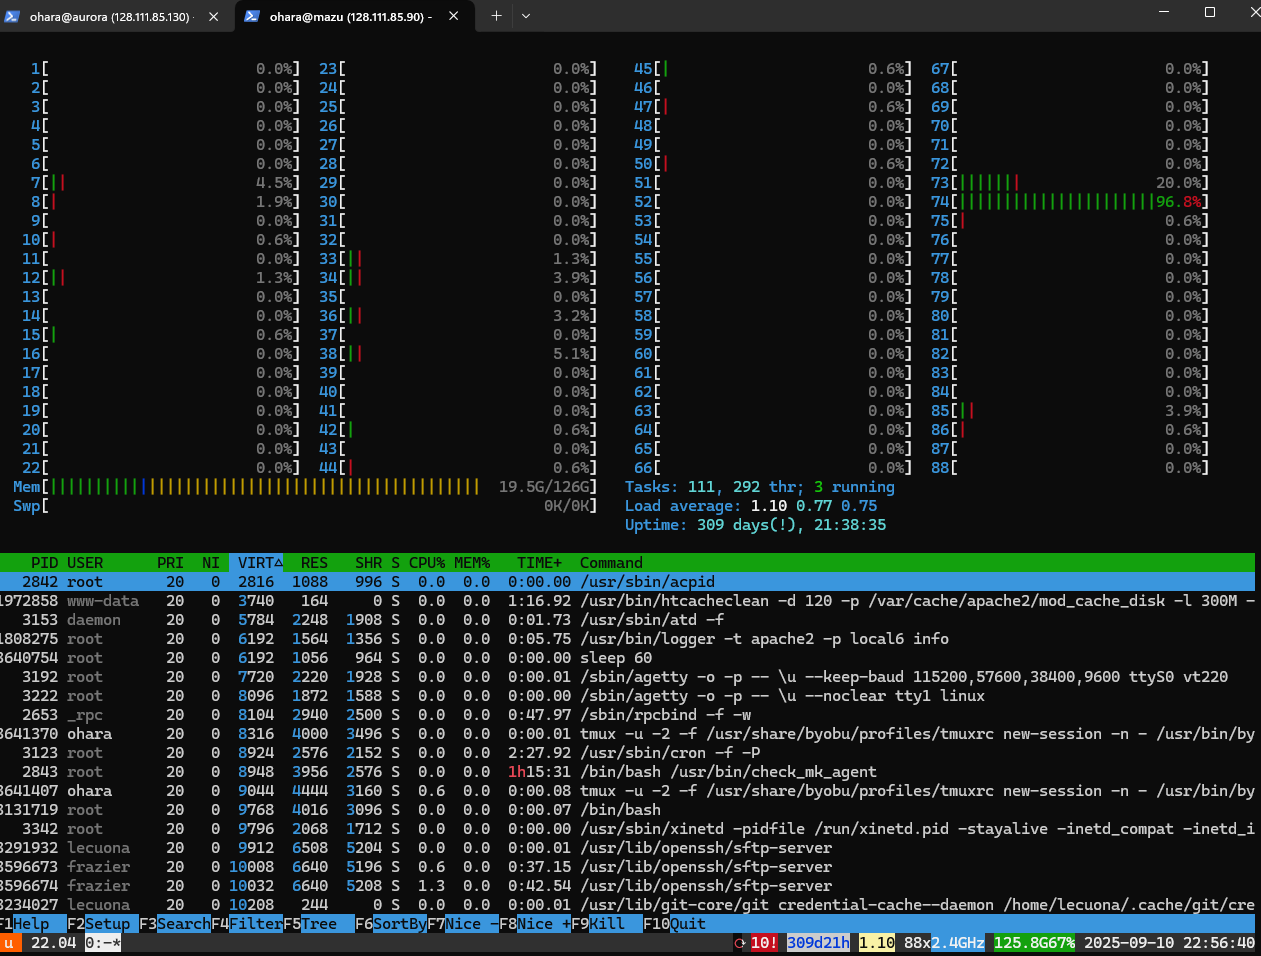 ohara@aurora (128.111.85.130) ohara@mazu (128.111.85.90) -
1[ 0.0%] 23[ 0.0%] 45[| 0.6%] 67[ 0.0%]
2[ 0.0%] 24[ 0.0%] 46[ 0.0%] 68[ 0.0%]
3[ 0.0%] 25[ 0.0%] 47[| 0.6%] 69[ 0.0%]
4[ 0.0%] 26[ 0.0%] 48[ 0.0%] 70[ 0.0%]
5[ 0.0%] 27[ 0.0%] 49[ 0.0%] 71[ 0.0%]
6[ 0.0%] 28[ 0.0%] 50[| 0.6%] 72[ 0.0%]
7[|| 4.5%] 29[ 0.0%] 51[ 0.0%] 73[||||||| 20.0%]
8[| 1.9%] 30[ 0.0%] 52[ 0.0%] 74[||||||||||||||||||||||96.8%]
9[ 0.0%] 31[ 0.0%] 53[ 0.0%] 75[| 0.6%]
10[| 0.6%] 32[ 0.0%] 54[ 0.0%] 76[ 0.0%]
11[ 0.0%] 33[|| 1.3%] 55[ 0.0%] 77[ 0.0%]
12[|| 1.3%] 34[|| 3.9%] 56[ 0.0%] 78[ 0.0%]
13[ 0.0%] 35[ 0.0%] 57[ 0.0%] 79[ 0.0%]
14[ 0.0%] 36[|| 3.2%] 58[ 0.0%] 80[ 0.0%]
15[| 0.6%] 37[ 0.0%] 59[ 0.0%] 81[ 0.0%]
16[ 0.0%] 38[|| 5.1%] 60[ 0.0%] 82[ 0.0%]
17[ 0.0%] 39[ 0.0%] 61[ 0.0%] 83[ 0.0%]
18[ 0.0%] 40[ 0.0%] 62[ 0.0%] 84[ 0.0%]
19[ 0.0%] 41[ 0.0%] 63[ 0.0%] 85[|| 3.9%]
20[ 0.0%] 42[| 0.6%] 64[ 0.0%] 86[| 0.6%]
21[ 0.0%] 43[ 0.0%] 65[ 0.0%] 87[ 0.0%]
22[ 0.0%] 44[| 0.6%] 66[ 0.0%] 88[ 0.0%]
Mem[||||||||||||||||||||||||||||||||||||||||||||||| 19.5G/126G] Tasks: 111, 292 thr; 3 running
Swp[ 0K/0K] Load average: 1.10 0.77 0.75
Uptime: 309 days(!), 21:38:35
PID USER PRI NI VIRT△ RES SHR S CPU% MEM% TIME+ Command
2842 root 20 0 2816 1088 996 S 0.0 0.0 0:00.00 /usr/sbin/acpid
1972858 www-data 20 0 3740 164 0 S 0.0 0.0 1:16.92 /usr/bin/htcacheclean -d 120 -p /var/cache/apache2/mod_cache_disk -l 300M -
3153 daemon 20 0 5784 2248 1908 S 0.0 0.0 0:01.73 /usr/sbin/atd -f
1808275 root 20 0 6192 1564 1356 S 0.0 0.0 0:05.75 /usr/bin/logger -t apache2 -p local6 info
3640754 root 20 0 6192 1056 964 S 0.0 0.0 0:00.00 sleep 60
3192 root 20 0 7720 2220 1928 S 0.0 0.0 0:00.01 /sbin/agetty -o -p -- \u --keep-baud 115200,57600,38400,9600 ttyS0 vt220
3222 root 20 0 8096 1872 1588 S 0.0 0.0 0:00.00 /sbin/agetty -o -p -- \u --noclear tty1 linux
2653 _rpc 20 0 8104 2940 2500 S 0.0 0.0 0:47.97 /sbin/rpcbind -f -w
3641370 ohara 20 0 8316 4000 3496 S 0.0 0.0 0:00.01 tmux -u -2 -f /usr/share/byobu/profiles/tmuxrc new-session -n - /usr/bin/by
3123 root 20 0 8924 2576 2152 S 0.0 0.0 2:27.92 /usr/sbin/cron -f -P
2843 root 20 0 8948 3956 2576 S 0.0 0.0 1h15:31 /bin/bash /usr/bin/check_mk_agent
3641407 ohara 20 0 9044 4444 3160 S 0.6 0.0 0:00.08 tmux -u -2 -f /usr/share/byobu/profiles/tmuxrc new-session -n - /usr/bin/by
3131719 root 20 0 9768 4016 3096 S 0.0 0.0 0:00.07 /bin/bash
3342 root 20 0 9796 2068 1712 S 0.0 0.0 0:00.00 /usr/sbin/xinetd -pidfile /run/xinetd.pid -stayalive -inetd_compat -inetd_i
3291932 lecuona 20 0 9912 6508 5204 S 0.0 0.0 0:00.01 /usr/lib/openssh/sftp-server
3596673 frazier 20 0 10008 6640 5196 S 0.6 0.0 0:37.15 /usr/lib/openssh/sftp-server
3596674 frazier 20 0 10032 6640 5208 S 1.3 0.0 0:42.54 /usr/lib/openssh/sftp-server
3234027 lecuona 20 0 10208 244 0 S 0.0 0.0 0:00.01 /usr/lib/git-core/git credential-cache--daemon /home/lecuona/.cache/git/cre
F1Help F2Setup F3SearchF4FilterF5Tree F6SortByF7Nice -F8Nice +F9Kill F10Quit
u 22.04 0:-* 10! 309d21h 1.10 88x2.4GHz 125.8G67% 2025-09-10 22:56:40